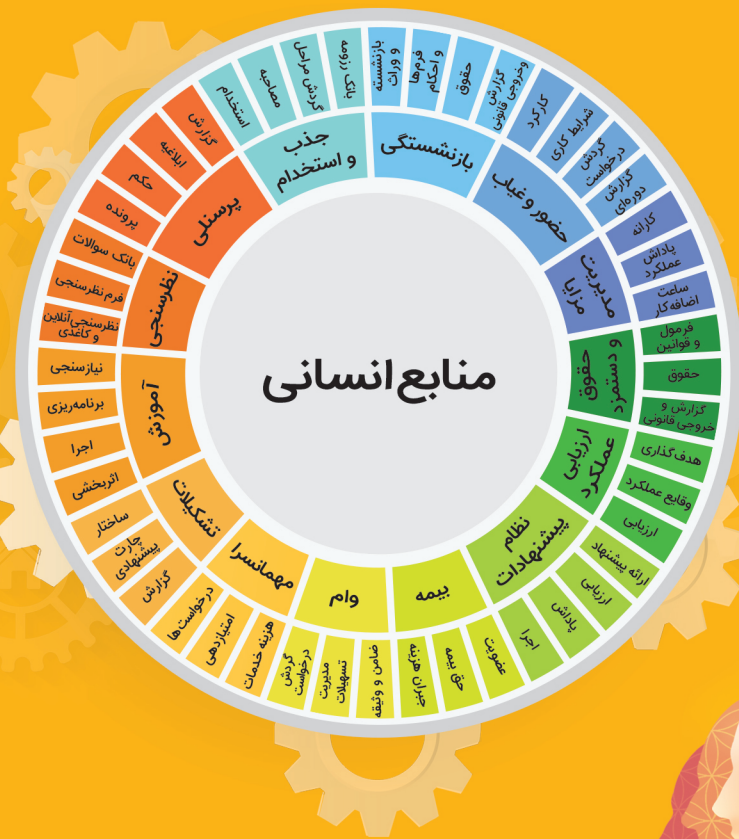 منابع انسانی
جذب
و استخدام
استخدام
مصاحبه
گردش مراحل
بانک رزومه
بازنشستگی
بازنشسته
و وراث
فرم‌ها
و احکام
حقوق
گزارش
وخروجی قانونی
حضور و غیاب
کارکرد
شرایط کاری
گردش
درخواست
گزارش
دوره‌ای
مدیریت
مزایا
کارانه
پاداش
عملکرد
ساعت
اضافه‌کار
حقوق
و دستمزد
فرمول
و قوانین
حقوق
گزارش و
خروجی قانونی
ارزیابی
عملکرد
هدف‌گذاری
وقایع عملکرد
ارزیابی
نظام
پیشنهادات
ارائه پیشنهاد
ارزیابی
پاداش
اجرا
بیمه
عضویت
حق بیمه
جبران هزینه
وام
ضامن و وثیقه
مدیریت
تسهیلات
گردش
درخواست
مهمانسرا
هزینه خدمات
امتیازدهی
درخواست‌ها
تشکیلات
گزارش
چارت
پیشنهادی
ساختار
آموزش
اثربخشی
اجرا
برنامه‌ریزی
نیازسنجی
نظرسنجی
نظرسنجی آنلاین
و کاغذی
فرم نظرسنجی
بانک سوالات
پرسنلی
پرونده
حکم
ابلاغیه
گزارش